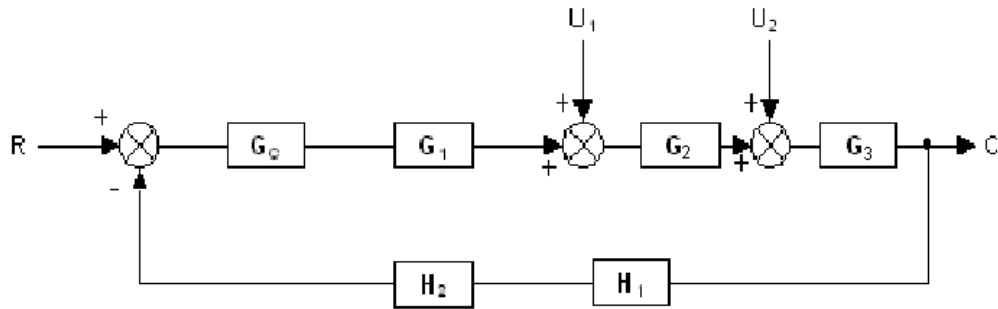 U₁ U₂
+ + +
R G꜀ G₁ G₂ G₃ C
+ +
-
H₂ H₁